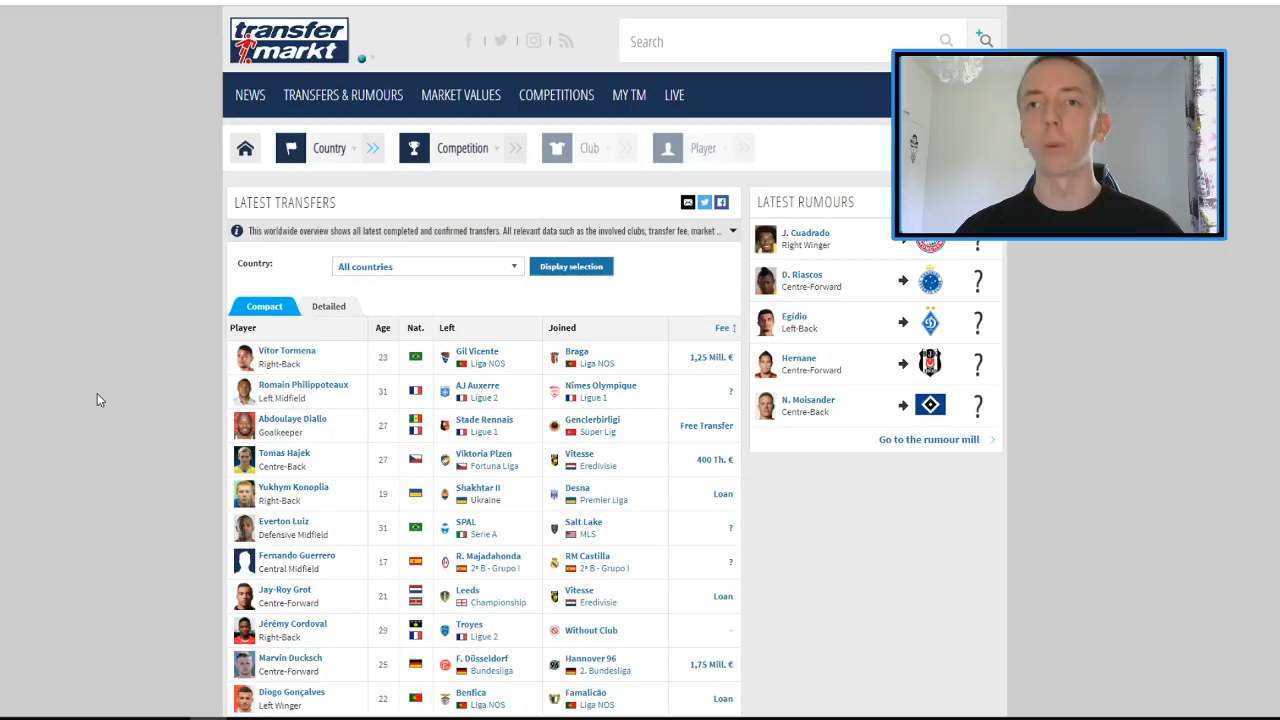 transfer
markt
Search
NEWS
TRANSFERS & RUMOURS
MARKET VALUES
COMPETITIONS
MY TM
LIVE
Country
Competition
Club
Player
LATEST TRANSFERS
This worldwide overview shows all latest completed and confirmed transfers. All relevant data such as the involved clubs, transfer fee, market ...
Country:
All countries
Display selection
Compact
Detailed
Player Age Nat. Left Joined Fee
Vitor Tormena 23 Gil Vicente Braga 1,25 Mill. €
Right-Back Liga NOS Liga NOS
Romain Philippoteaux 31 AJ Auxerre Nîmes Olympique ?
Left Midfield Ligue 2 Ligue 1
Abdoulaye Diallo 27 Stade Rennais Genclerbirligi Free Transfer
Goalkeeper Ligue 1 Süper Lig
Tomas Hajek 27 Viktoria Plzen Vitesse 400 Th. €
Centre-Back Fortuna Liga Eredivisie
Yukhym Konoplia 19 Shakhtar II Desna Loan
Right-Back Ukraine Premier Liga
Everton Luiz 31 SPAL Salt Lake ?
Defensive Midfield Serie A MLS
Fernando Guerrero 17 R. Majadahonda RM Castilla ?
Central Midfield 2ª B - Grupo I 2ª B - Grupo I
Jay-Roy Grot 21 Leeds Vitesse Loan
Centre-Forward Championship Eredivisie
Jérémy Cordoval 29 Troyes Without Club -
Right-Back Ligue 2
Marvin Ducksch 25 F. Düsseldorf Hannover 96 1,75 Mill. €
Centre-Forward Bundesliga 2. Bundesliga
Diogo Gonçalves 22 Benfica Famalicão Loan
Left Winger Liga NOS Liga NOS
LATEST RUMOURS
J. Cuadrado
Right Winger ?
D. Riascos
Centre-Forward ?
Egídio
Left-Back ?
Hernane
Centre-Forward ?
N. Moisander
Centre-Back ?
Go to the rumour mill